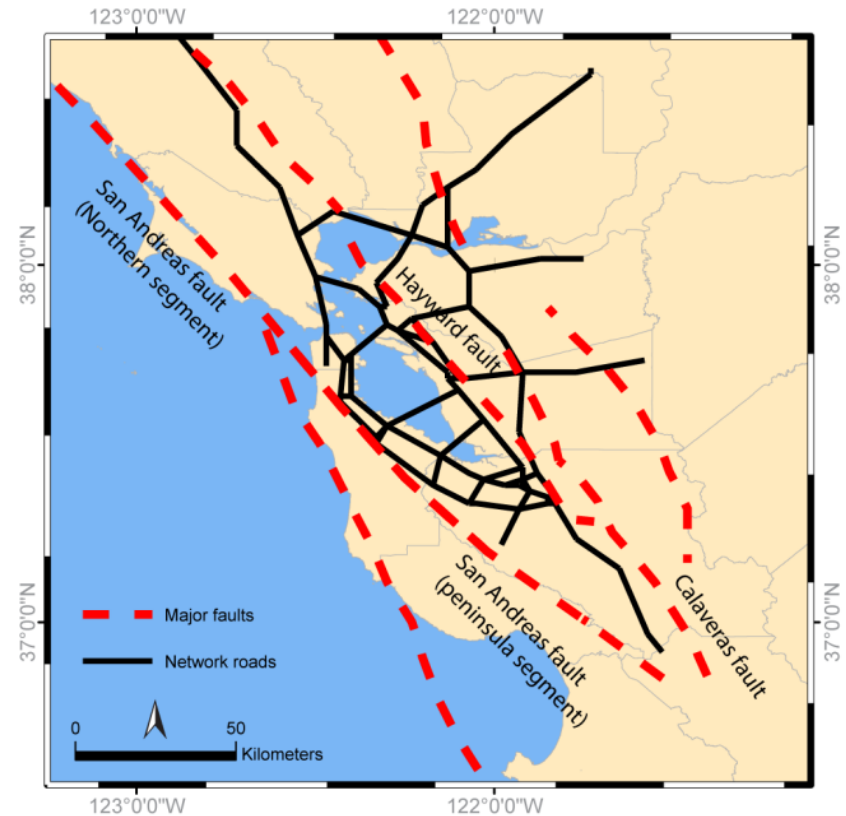 123°0'0"W
122°0'0"W
38°0'0"N
38°0'0"N
San Andreas fault
(Northern segment)
Hayward fault
37°0'0"N
37°0'0"N
San Andreas fault
(peninsula segment)
Calaveras fault
Major faults
Network roads
0
50
Kilometers
123°0'0"W
122°0'0"W